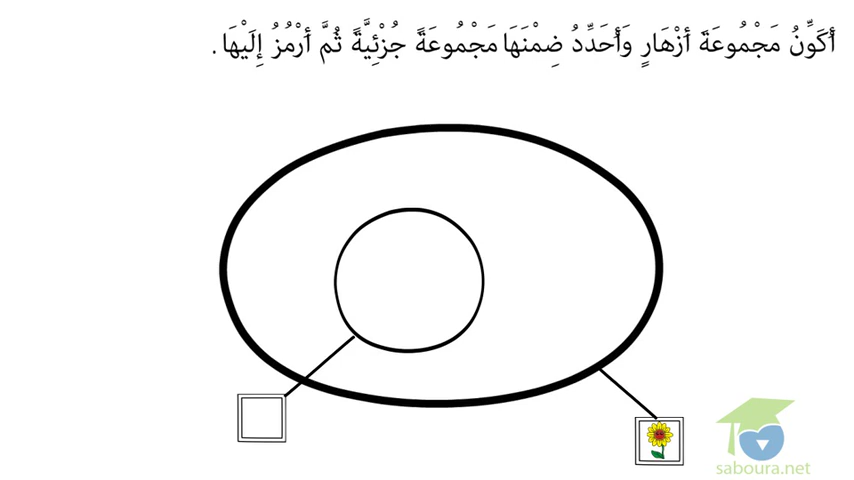 أُكَوِّنُ مَجْمُوعَةَ أَزْهَارٍ وَأُحَدِّدُ ضِمْنَهَا مَجْمُوعَةً جُزْئِيَّةً ثُمَّ أَرْمُزُ إِلَيْهَا .
saboura.net